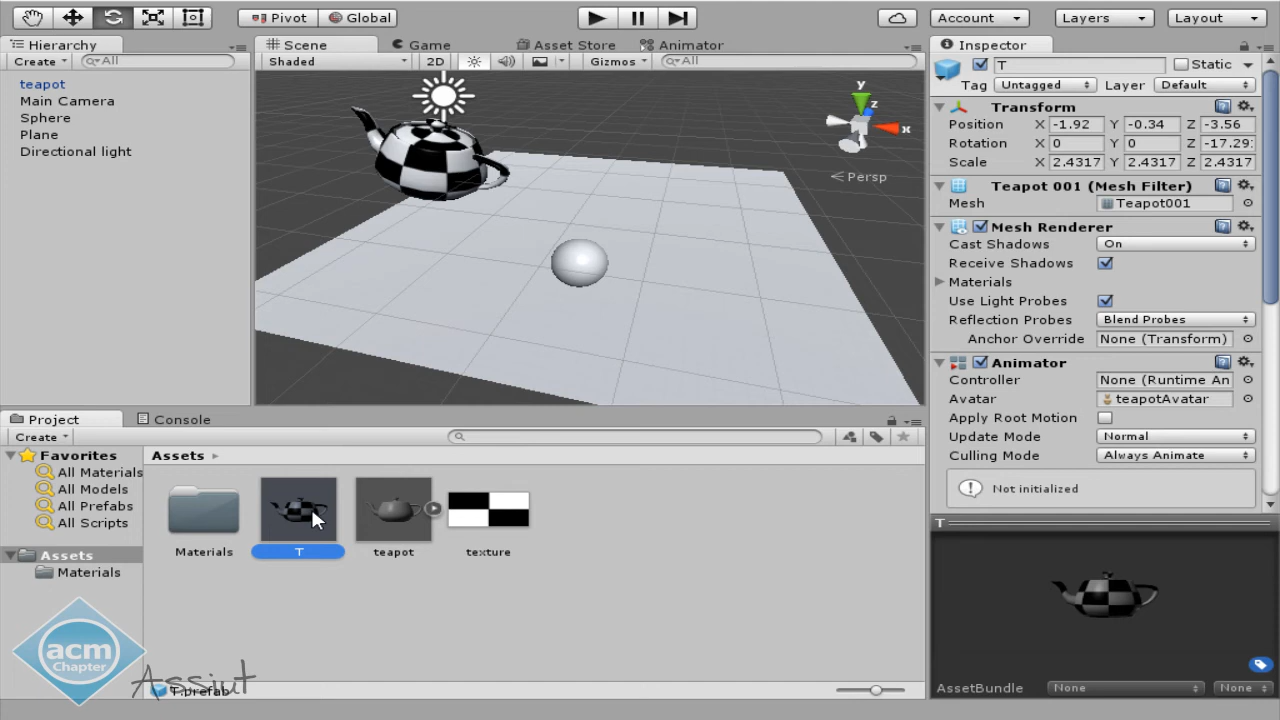 Pivot Global Account Layers Layout
Hierarchy Scene Game Asset Store Animator Inspector
Create All Shaded 2D Gizmos All
teapot
Main Camera
Sphere
Plane
Directional light
y
z
x
Persp
T Static
Tag Untagged Layer Default
Transform
Position X -1.92 Y -0.34 Z -3.56
Rotation X 0 Y 0 Z -17.29
Scale X 2.4317 Y 2.4317 Z 2.4317
Teapot 001 (Mesh Filter)
Mesh Teapot001
Mesh Renderer
Cast Shadows On
Receive Shadows
Materials
Use Light Probes
Reflection Probes Blend Probes
Anchor Override None (Transform)
Animator
Controller None (Runtime An
Avatar teapotAvatar
Apply Root Motion
Update Mode Normal
Culling Mode Always Animate
Not initialized
Project Console
Create
Favorites
All Materials
All Models
All Prefabs
All Scripts
Assets
Materials
Assets
Materials T teapot texture
T
acm
Chapter
Assiut
T.prefab
AssetBundle None None